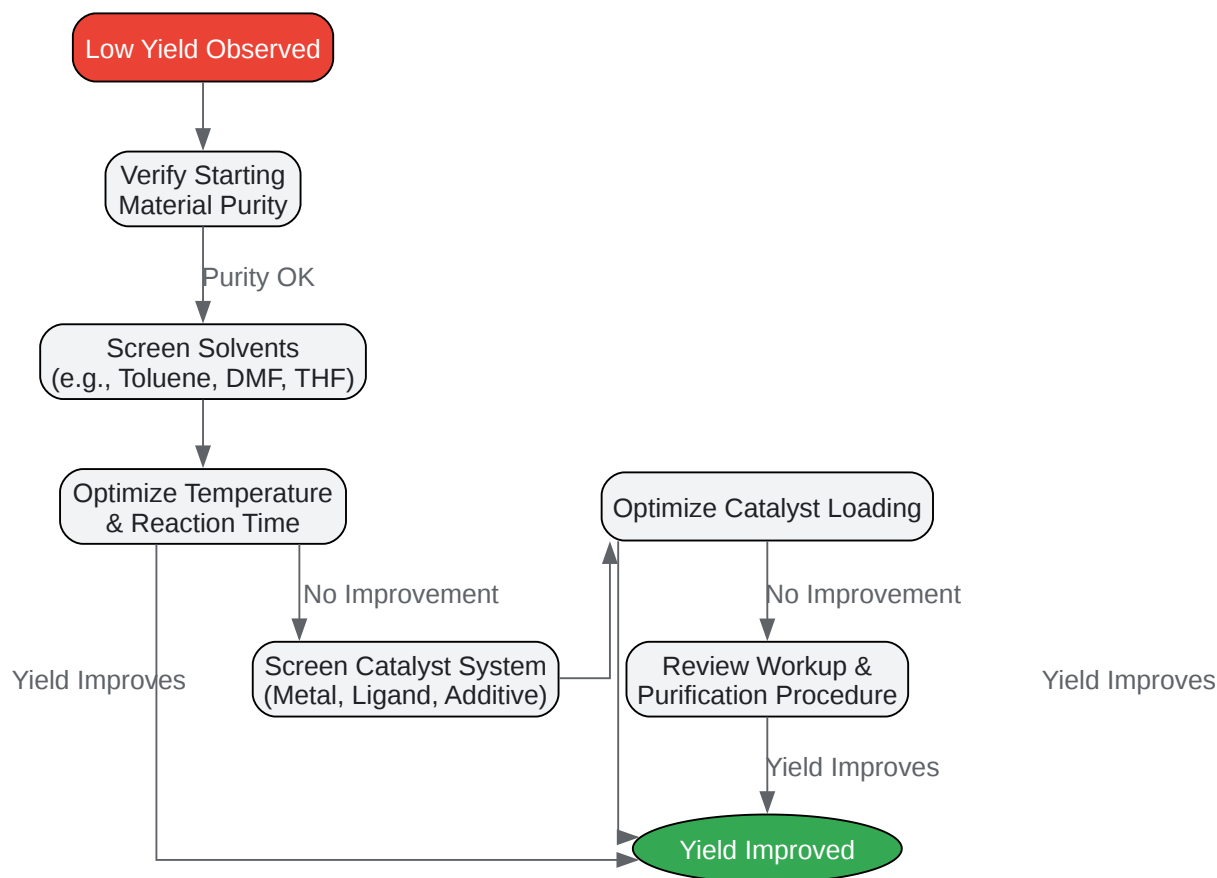 Low Yield Observed
Verify Starting
Material Purity
Purity OK
Screen Solvents
(e.g., Toluene, DMF, THF)
Optimize Temperature
& Reaction Time
Optimize Catalyst Loading
No Improvement
No Improvement
Screen Catalyst System
(Metal, Ligand, Additive)
Review Workup &
Purification Procedure
Yield Improves
Yield Improves
Yield Improves
Yield Improved